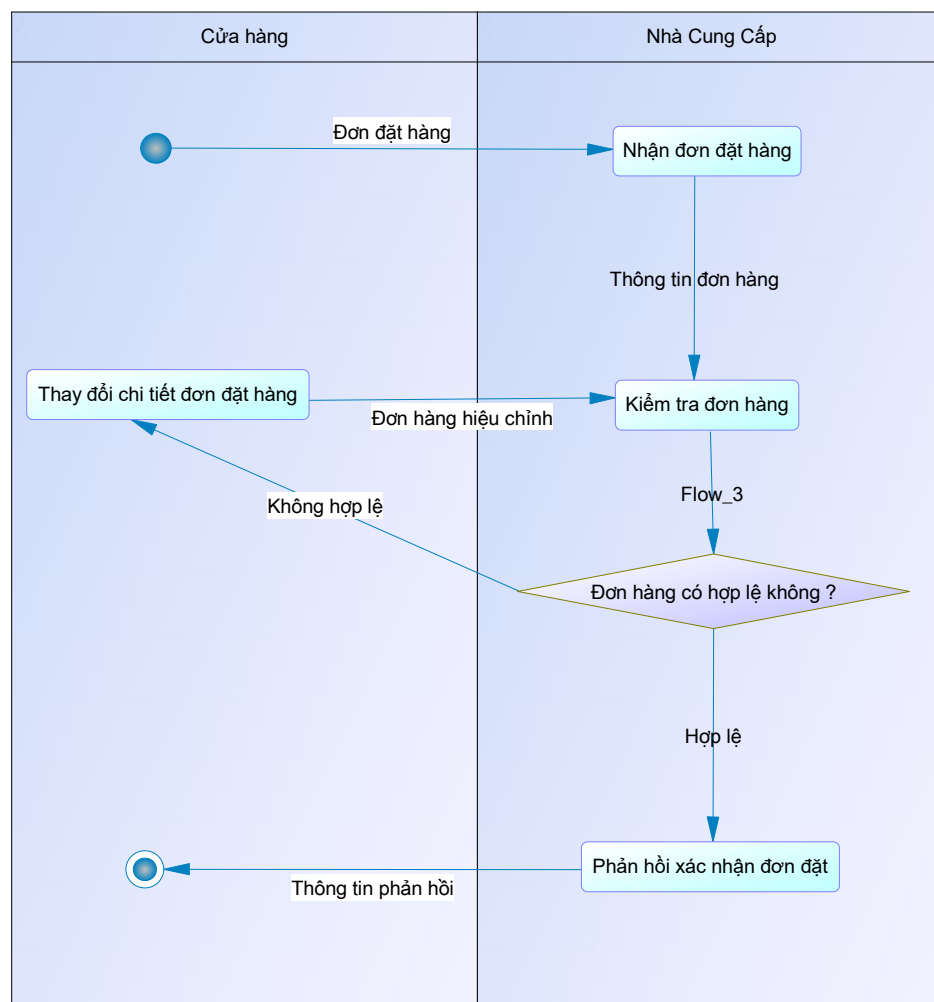 Cửa hàng
Nhà Cung Cấp
Đơn đặt hàng
Nhận đơn đặt hàng
Thông tin đơn hàng
Thay đổi chi tiết đơn đặt hàng
Đơn hàng hiệu chỉnh
Kiểm tra đơn hàng
Flow_3
Không hợp lệ
Đơn hàng có hợp lệ không ?
Hợp lệ
Phản hồi xác nhận đơn đặt
Thông tin phản hồi